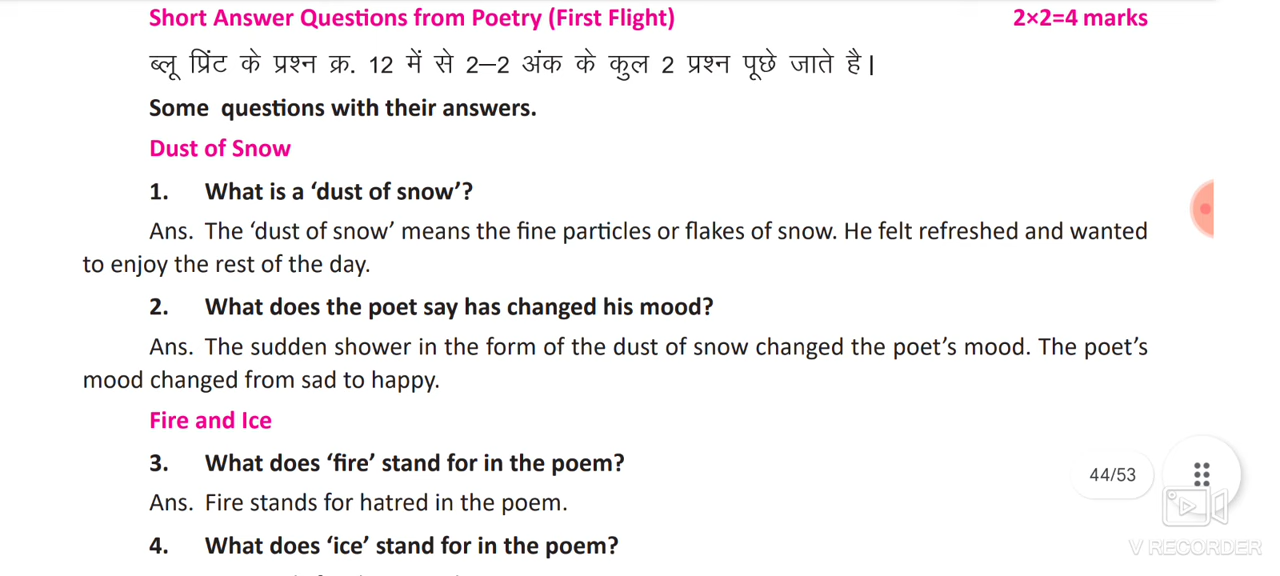 Short Answer Questions from Poetry (First Flight) 2×2=4 marks
ब्लू प्रिंट के प्रश्न क्र. 12 में से 2–2 अंक के कुल 2 प्रश्न पूछे जाते है।
Some questions with their answers.
Dust of Snow
1. What is a ‘dust of snow’?
Ans. The ‘dust of snow’ means the fine particles or flakes of snow. He felt refreshed and wanted
to enjoy the rest of the day.
2. What does the poet say has changed his mood?
Ans. The sudden shower in the form of the dust of snow changed the poet’s mood. The poet’s
mood changed from sad to happy.
Fire and Ice
3. What does ‘fire’ stand for in the poem?
44/53
Ans. Fire stands for hatred in the poem.
4. What does ‘ice’ stand for in the poem?
V RECORDER